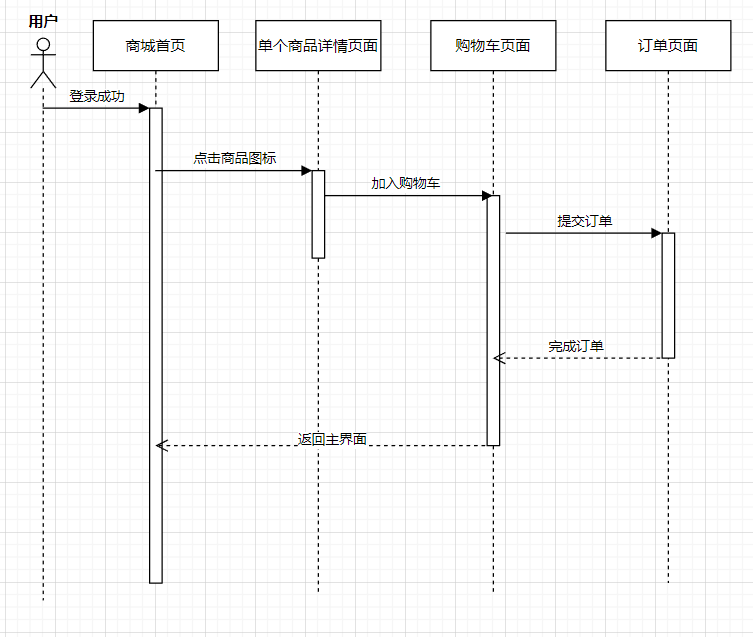 用户
商城首页
单个商品详情页面
购物车页面
订单页面
登录成功
点击商品图标
加入购物车
提交订单
完成订单
返回主界面